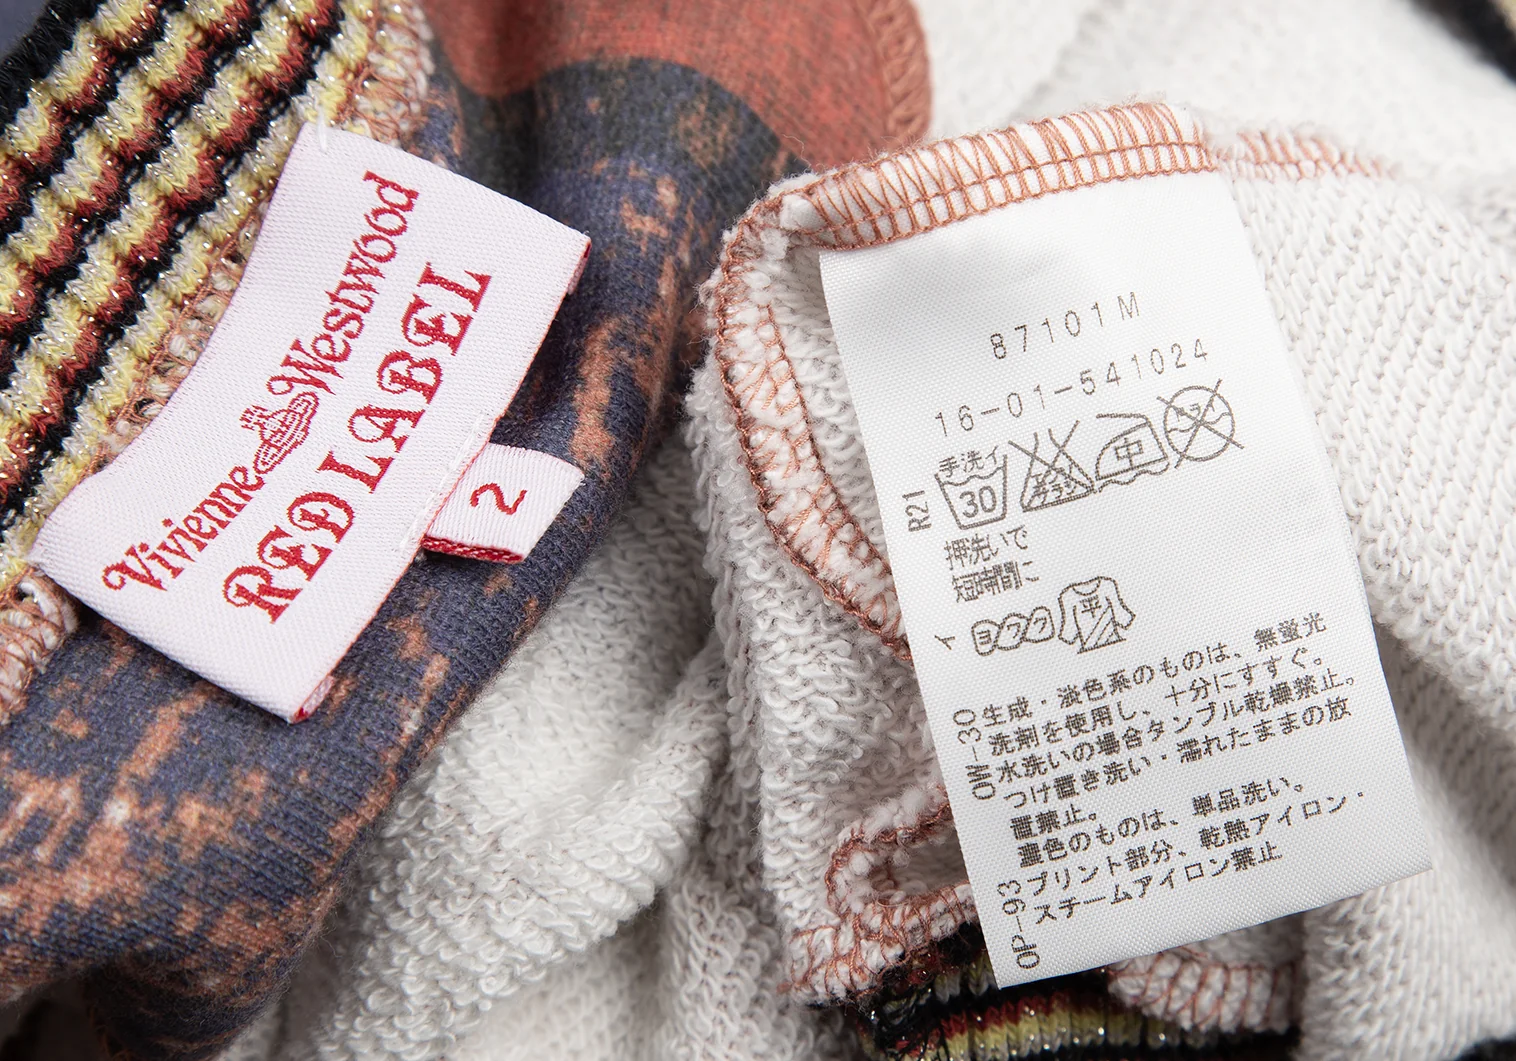 Vivienne Westwood
RED LABEL
2
87101M
16-01-541024
手洗イ
30
中
R21
押洗いで
短時間に
イ
ヨワク
平
OW-30
生成・淡色系のものは、無蛍光
洗剤を使用し、十分にすすぐ。
水洗いの場合タンブル乾燥禁止。
つけ置き洗い・濡れたままの放
置禁止。
濃色のものは、単品洗い。
OP-93
プリント部分、乾熱アイロン・
スチームアイロン禁止